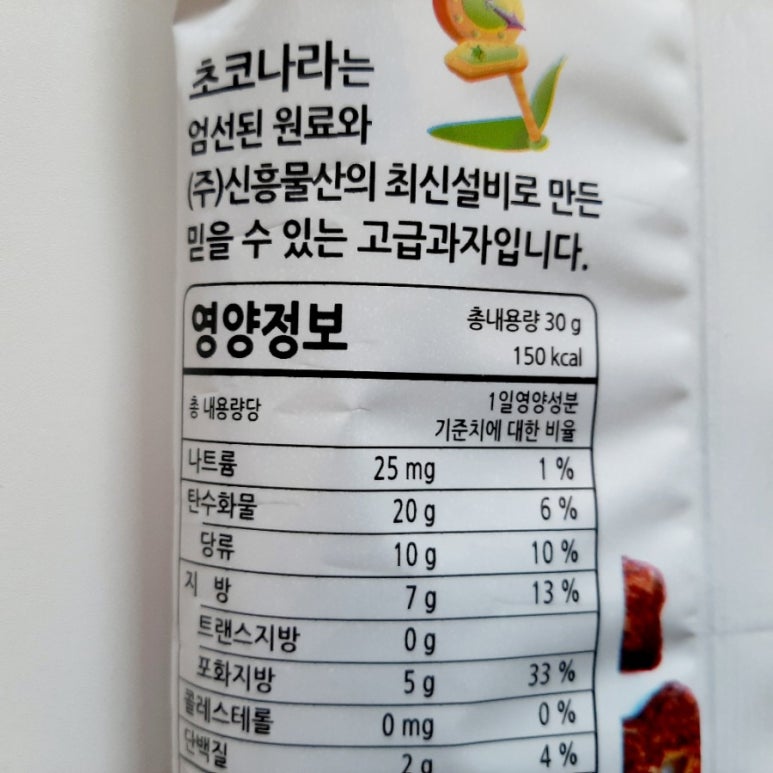 초코나라는
엄선된 원료와
(주)신흥물산의 최신설비로 만든
믿을 수 있는 고급과자입니다.
영양정보
총내용량 30 g
150 kcal
총 내용량당
1일영양성분
기준치에 대한 비율
나트륨 25 mg 1 %
탄수화물 20 g 6 %
당류 10 g 10 %
지 방 7 g 13 %
트랜스지방 0 g
포화지방 5 g 33 %
콜레스테롤 0 mg 0 %
단백질 2 g 4 %